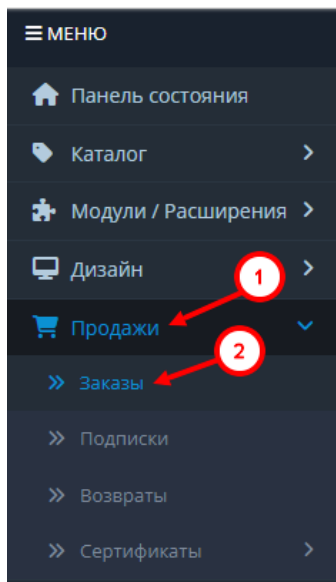 МЕНЮ
Панель состояния
Каталог
Модули / Расширения
Дизайн
1
Продажи
2
Заказы
Подписки
Возвраты
Сертификаты